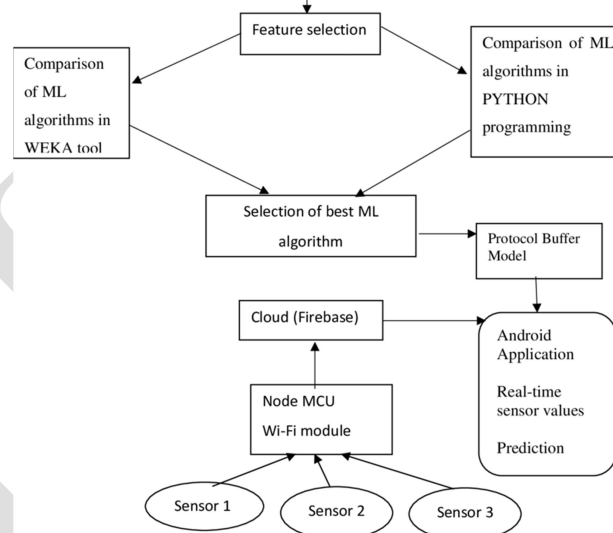 Feature selection
Comparison
of ML
algorithms in
WEKA tool
Comparison of ML
algorithms in
PYTHON
programming
Selection of best ML
algorithm
Protocol Buffer
Model
Cloud (Firebase)
Android
Application
Real-time
sensor values
Prediction
Node MCU
Wi-Fi module
Sensor 1
Sensor 2
Sensor 3